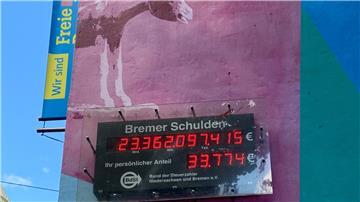 Wir sind
Freie
Bremer Schulden
23.362.097.415 €
Ihr persönlicher Anteil
33.774 €
BdSt
Bund der Steuerzahler
Niedersachsen und Bremen e.V.